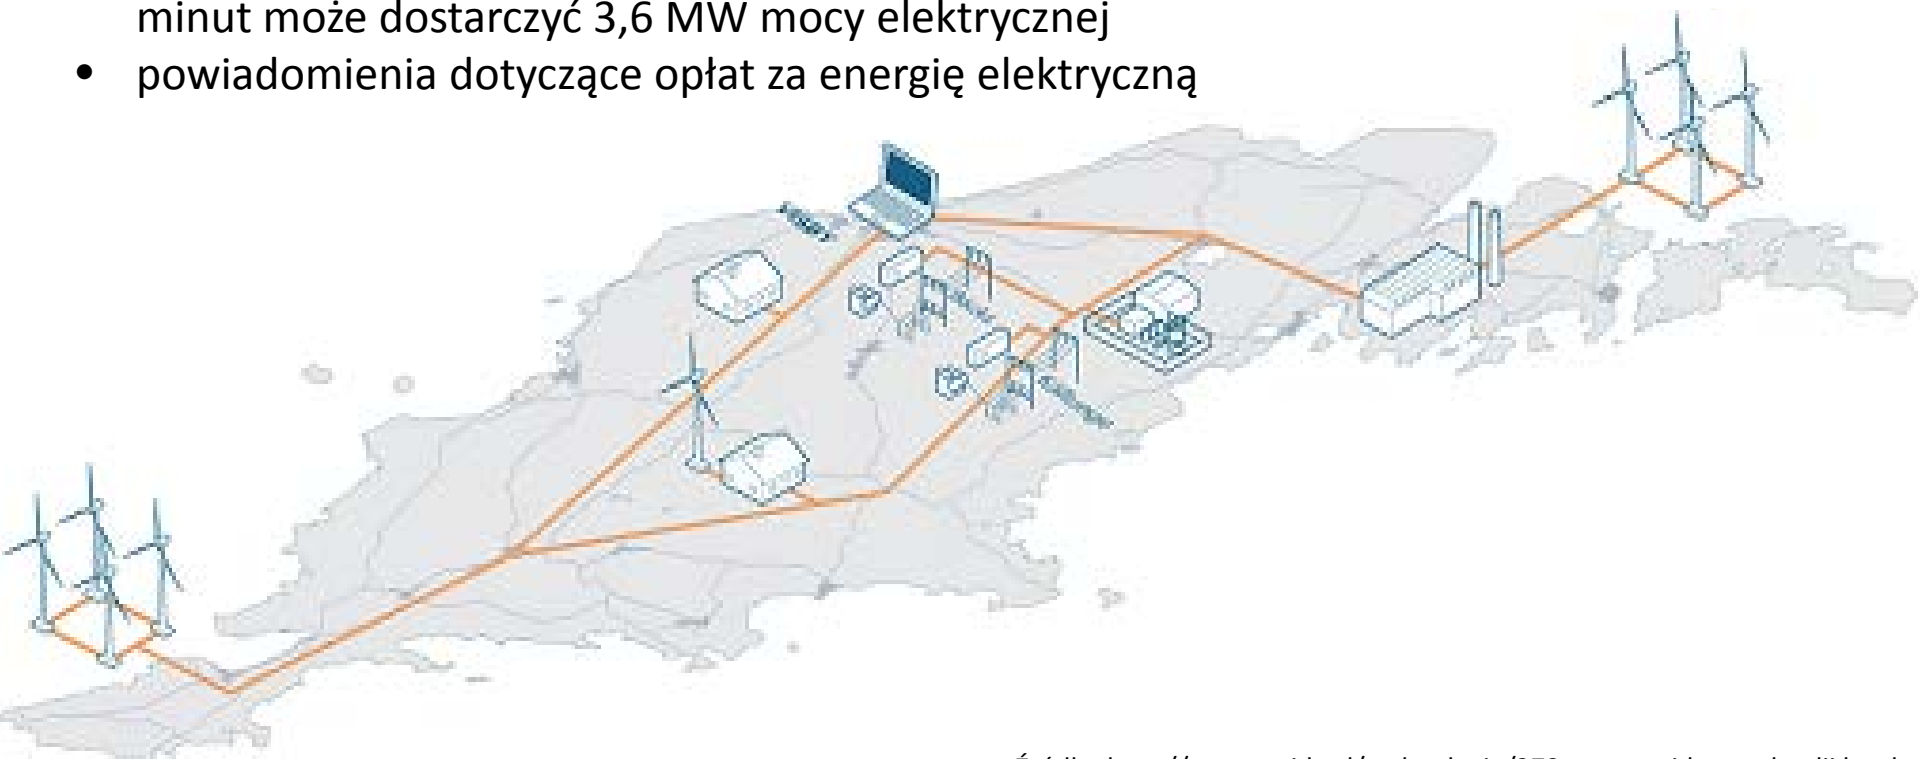 minut może dostarczyć 3,6 MW mocy elektrycznej
• powiadomienia dotyczące opłat za energię elektryczną